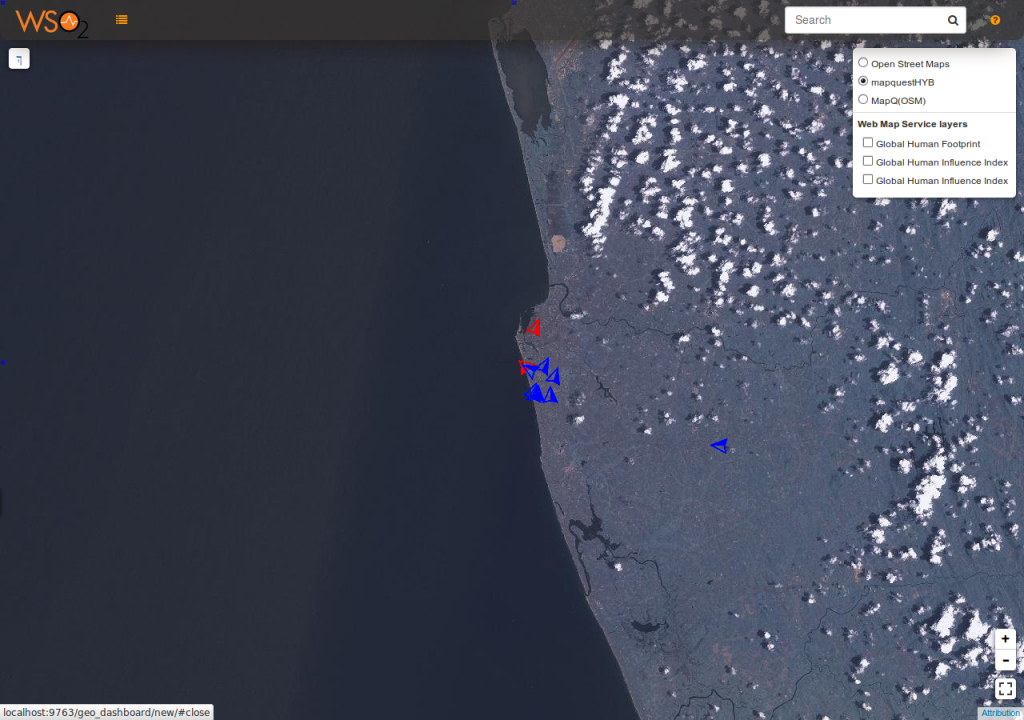 WSO2
Search
Open Street Maps
mapquestHYB
MapQ(OSM)
Web Map Service layers
Global Human Footprint
Global Human Influence Index
Global Human Influence Index
+
-
localhost:9763/geo_dashboard/new/#close
Attribution